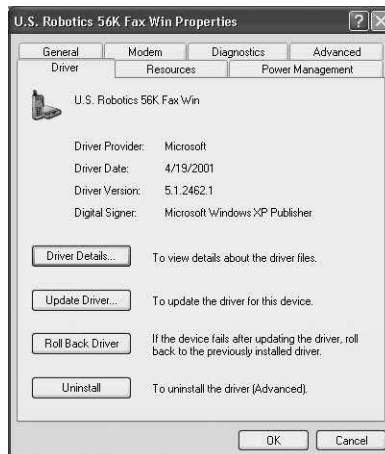 U.S. Robotics 56K Fax Win Properties
General Modem Diagnostics Advanced
Driver Resources Power Management
U.S. Robotics 56K Fax Win
Driver Provider: Microsoft
Driver Date: 4/19/2001
Driver Version: 5.1.2462.1
Digital Signer: Microsoft Windows XP Publisher
Driver Details... To view details about the driver files.
Update Driver... To update the driver for this device.
Roll Back Driver If the device fails after updating the driver, roll
back to the previously installed driver.
Uninstall To uninstall the driver (Advanced).
OK Cancel